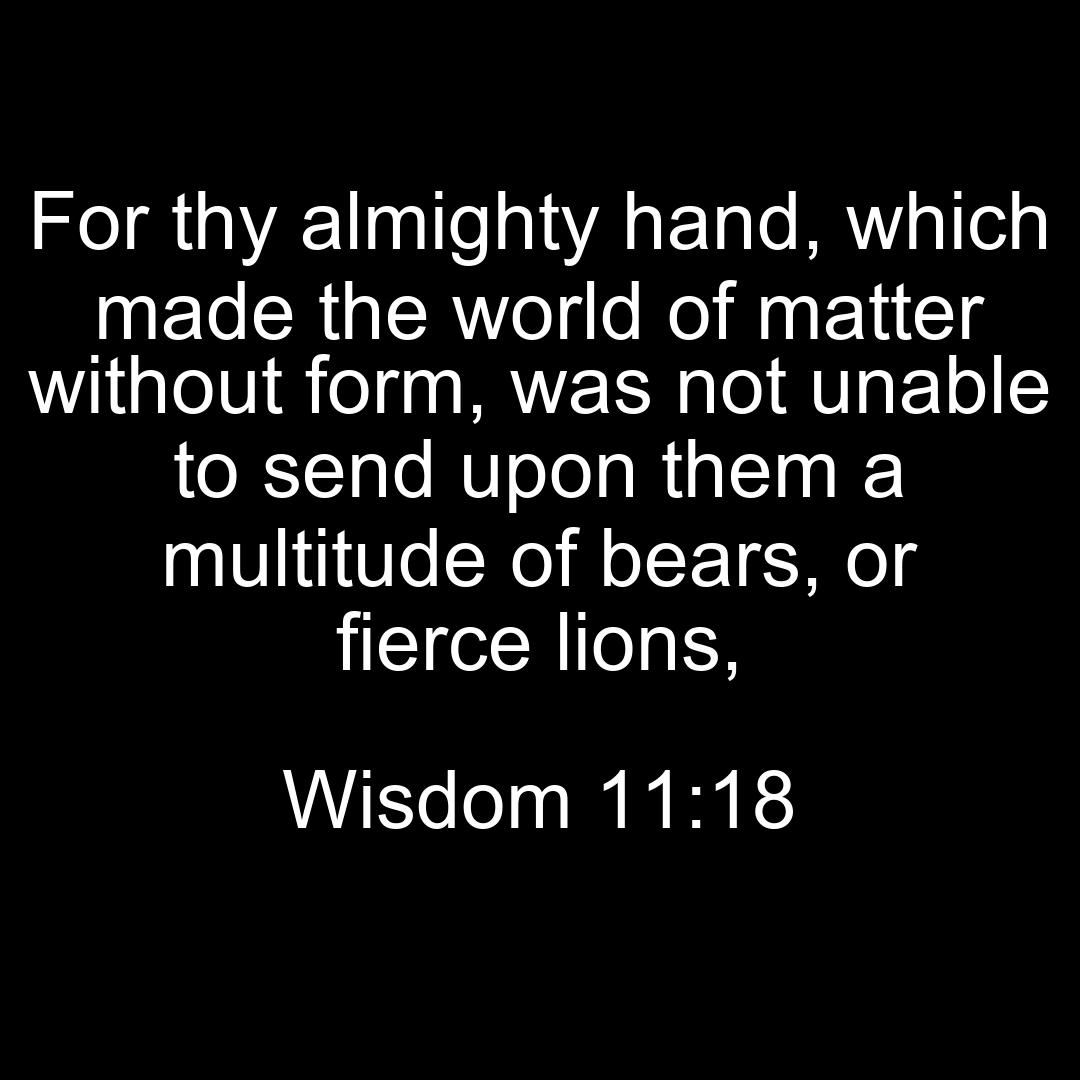 For thy almighty hand, which
made the world of matter
without form, was not unable
to send upon them a
multitude of bears, or
fierce lions,
Wisdom 11:18